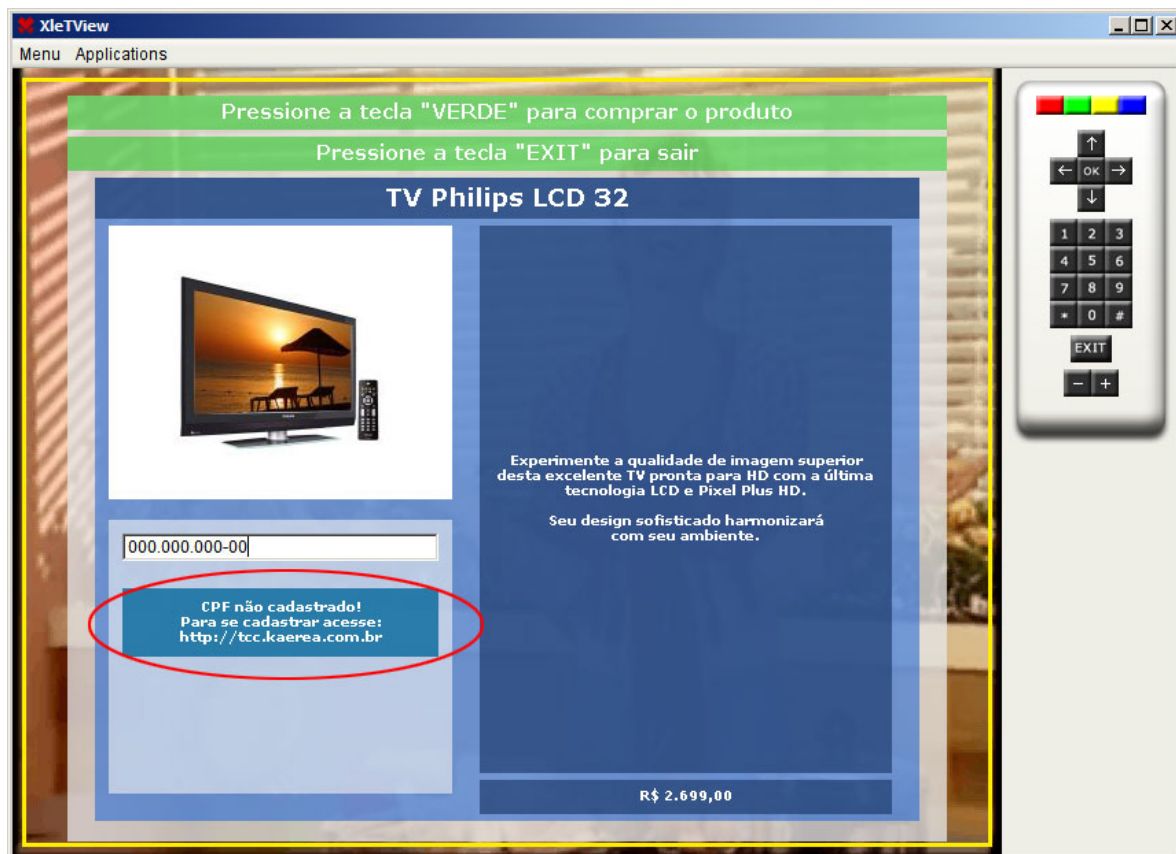 XleTView
Menu Applications
Pressione a tecla "VERDE" para comprar o produto
Pressione a tecla "EXIT" para sair
TV Philips LCD 32
Experimente a qualidade de imagem superior
desta excelente TV pronta para HD com a última
tecnologia LCD e Pixel Plus HD.
Seu design sofisticado harmonizará
com seu ambiente.
000.000.000-00
CPF não cadastrado!
Para se cadastrar acesse:
http://tcc.kaerea.com.br
R$ 2.699,00
OK
1 2 3
4 5 6
7 8 9
* 0 #
EXIT
- +